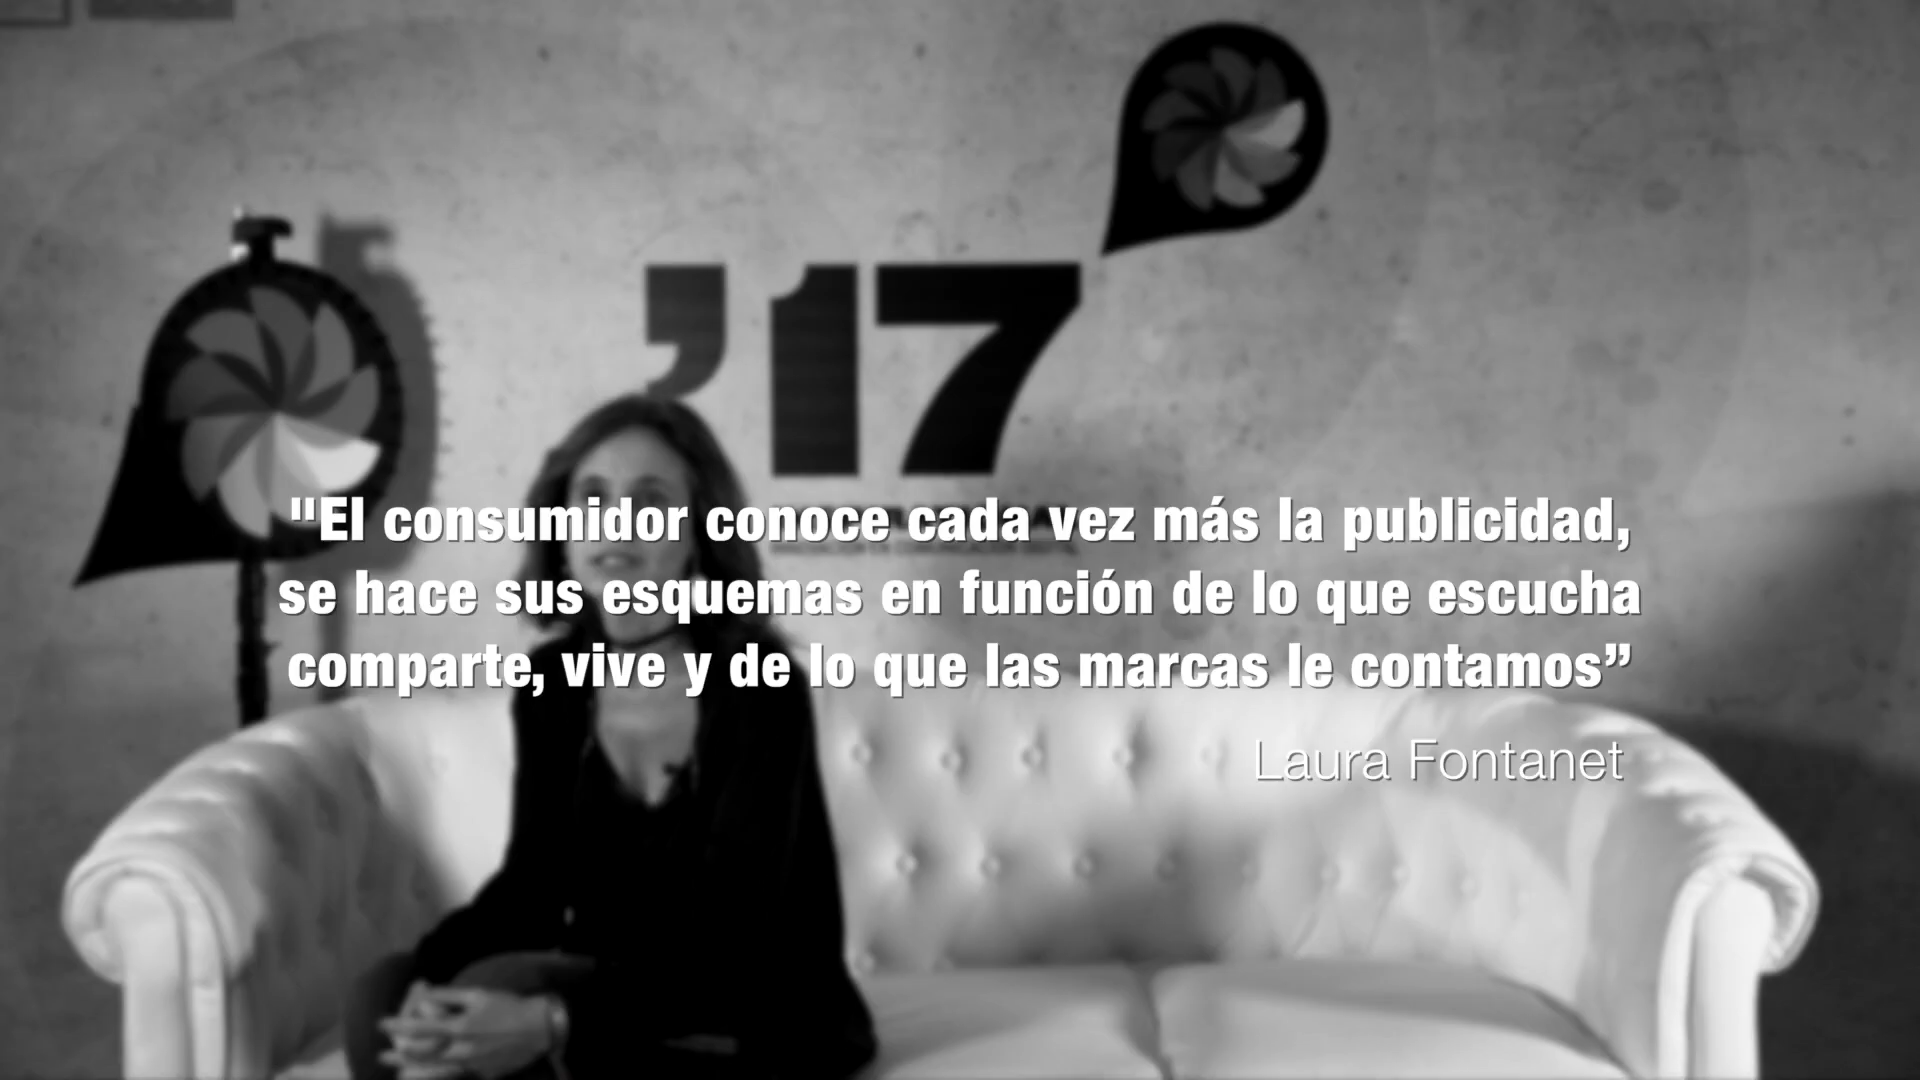 '17
"El consumidor conoce cada vez más la publicidad,
se hace sus esquemas en función de lo que escucha
comparte, vive y de lo que las marcas le contamos”
Laura Fontanet